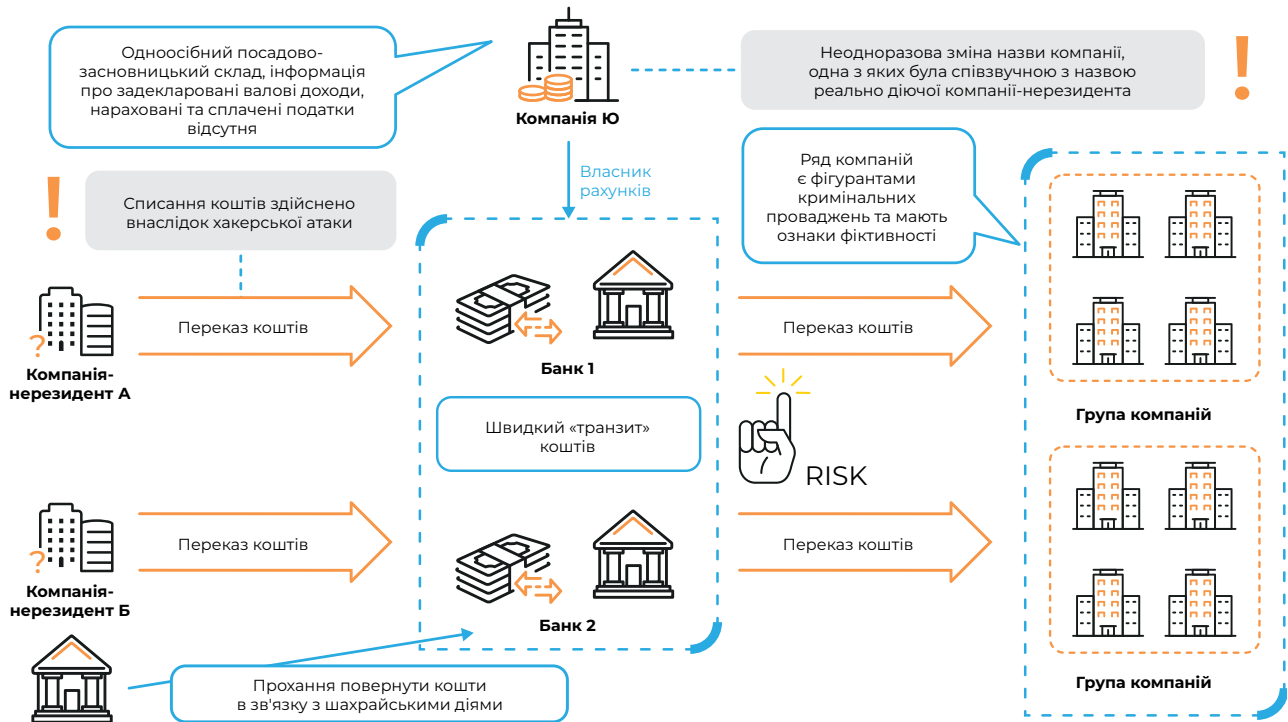 Одноосібний посадово-
засновницький склад, інформація
про задекларовані валові доходи,
нараховані та сплачені податки
відсутня
Компанія Ю
Неодноразова зміна назви компанії,
одна з яких була співзвучною з назвою
реально діючої компанії-нерезидента
!
Власник
рахунків
Ряд компаній
є фігурантами
кримінальних
проваджень та мають
ознаки фіктивності
!
Списання коштів здійснено
внаслідок хакерської атаки
?
Компанія-
нерезидент А
Переказ коштів
Банк 1
Переказ коштів
Група компаній
Швидкий «транзит»
коштів
RISK
?
Компанія-
нерезидент Б
Переказ коштів
Банк 2
Переказ коштів
Група компаній
Прохання повернути кошти
в зв'язку з шахрайськими діями